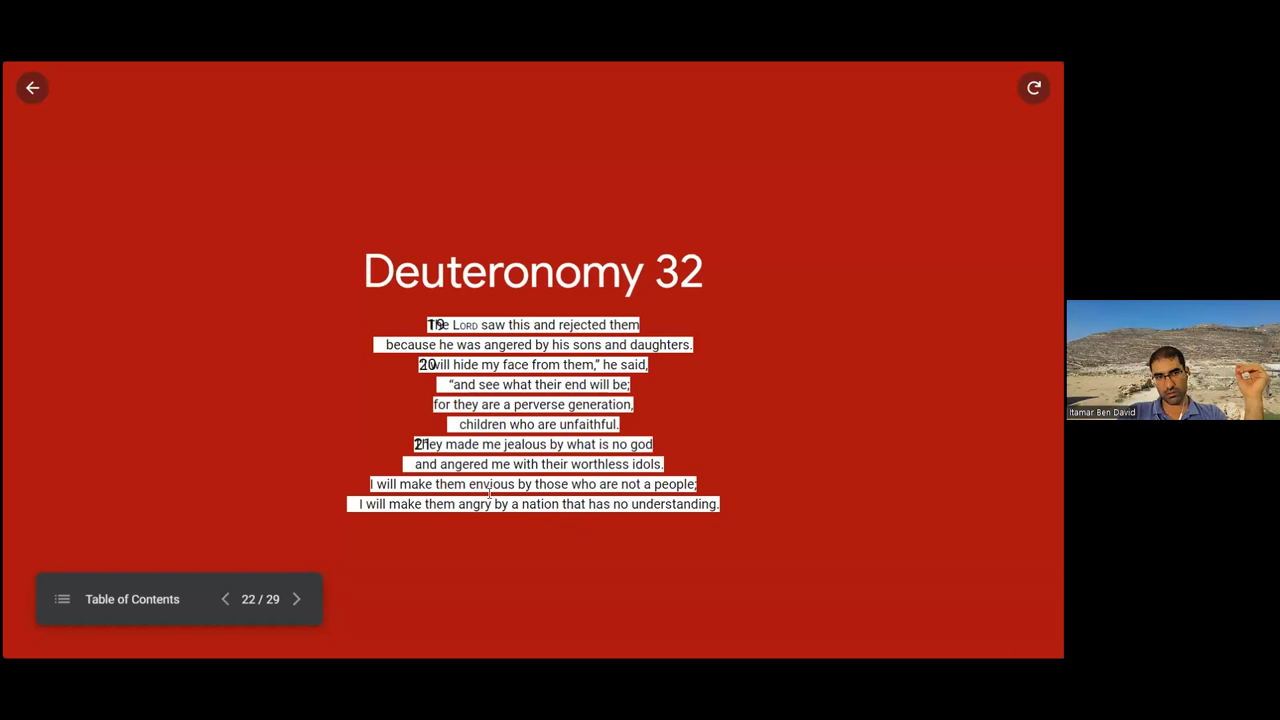 Deuteronomy 32
19 The LORD saw this and rejected them
because he was angered by his sons and daughters.
20 I will hide my face from them,” he said,
“and see what their end will be;
for they are a perverse generation,
children who are unfaithful.
21 They made me jealous by what is no god
and angered me with their worthless idols.
I will make them envious by those who are not a people;
I will make them angry by a nation that has no understanding.
Itamar Ben David
Table of Contents
22 / 29